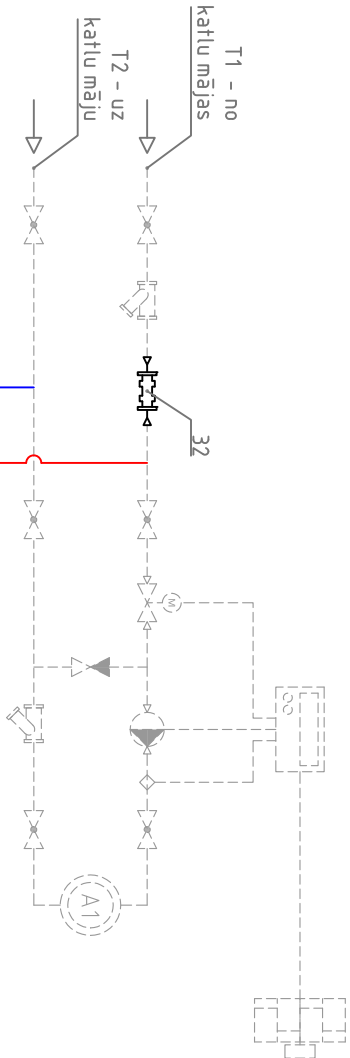 T1 - no
katlu mājas
T2 - uz
katlu māju
32
M
A1